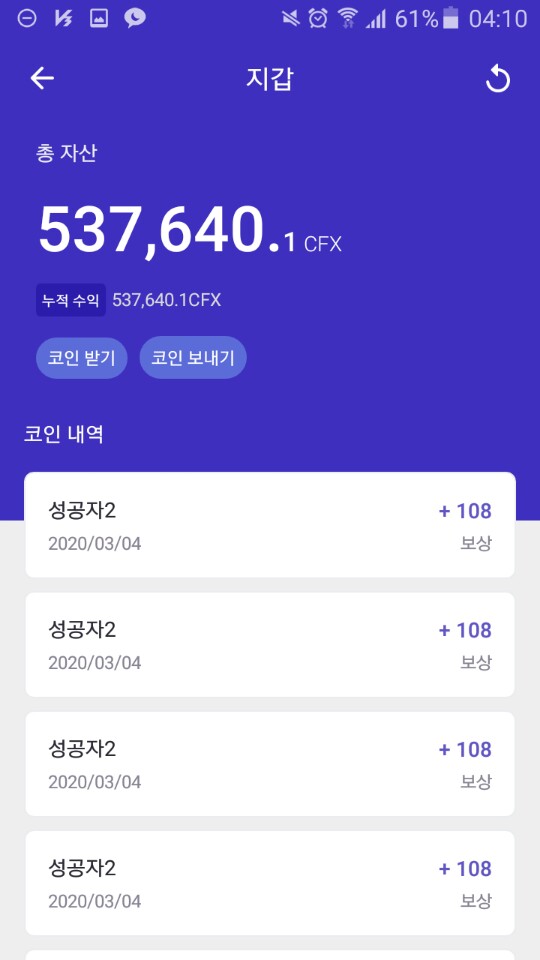 61% 04:10
지갑
총 자산
537,640.1 CFX
누적 수익 537,640.1CFX
코인 받기 코인 보내기
코인 내역
성공자2 + 108
2020/03/04 보상
성공자2 + 108
2020/03/04 보상
성공자2 + 108
2020/03/04 보상
성공자2 + 108
2020/03/04 보상